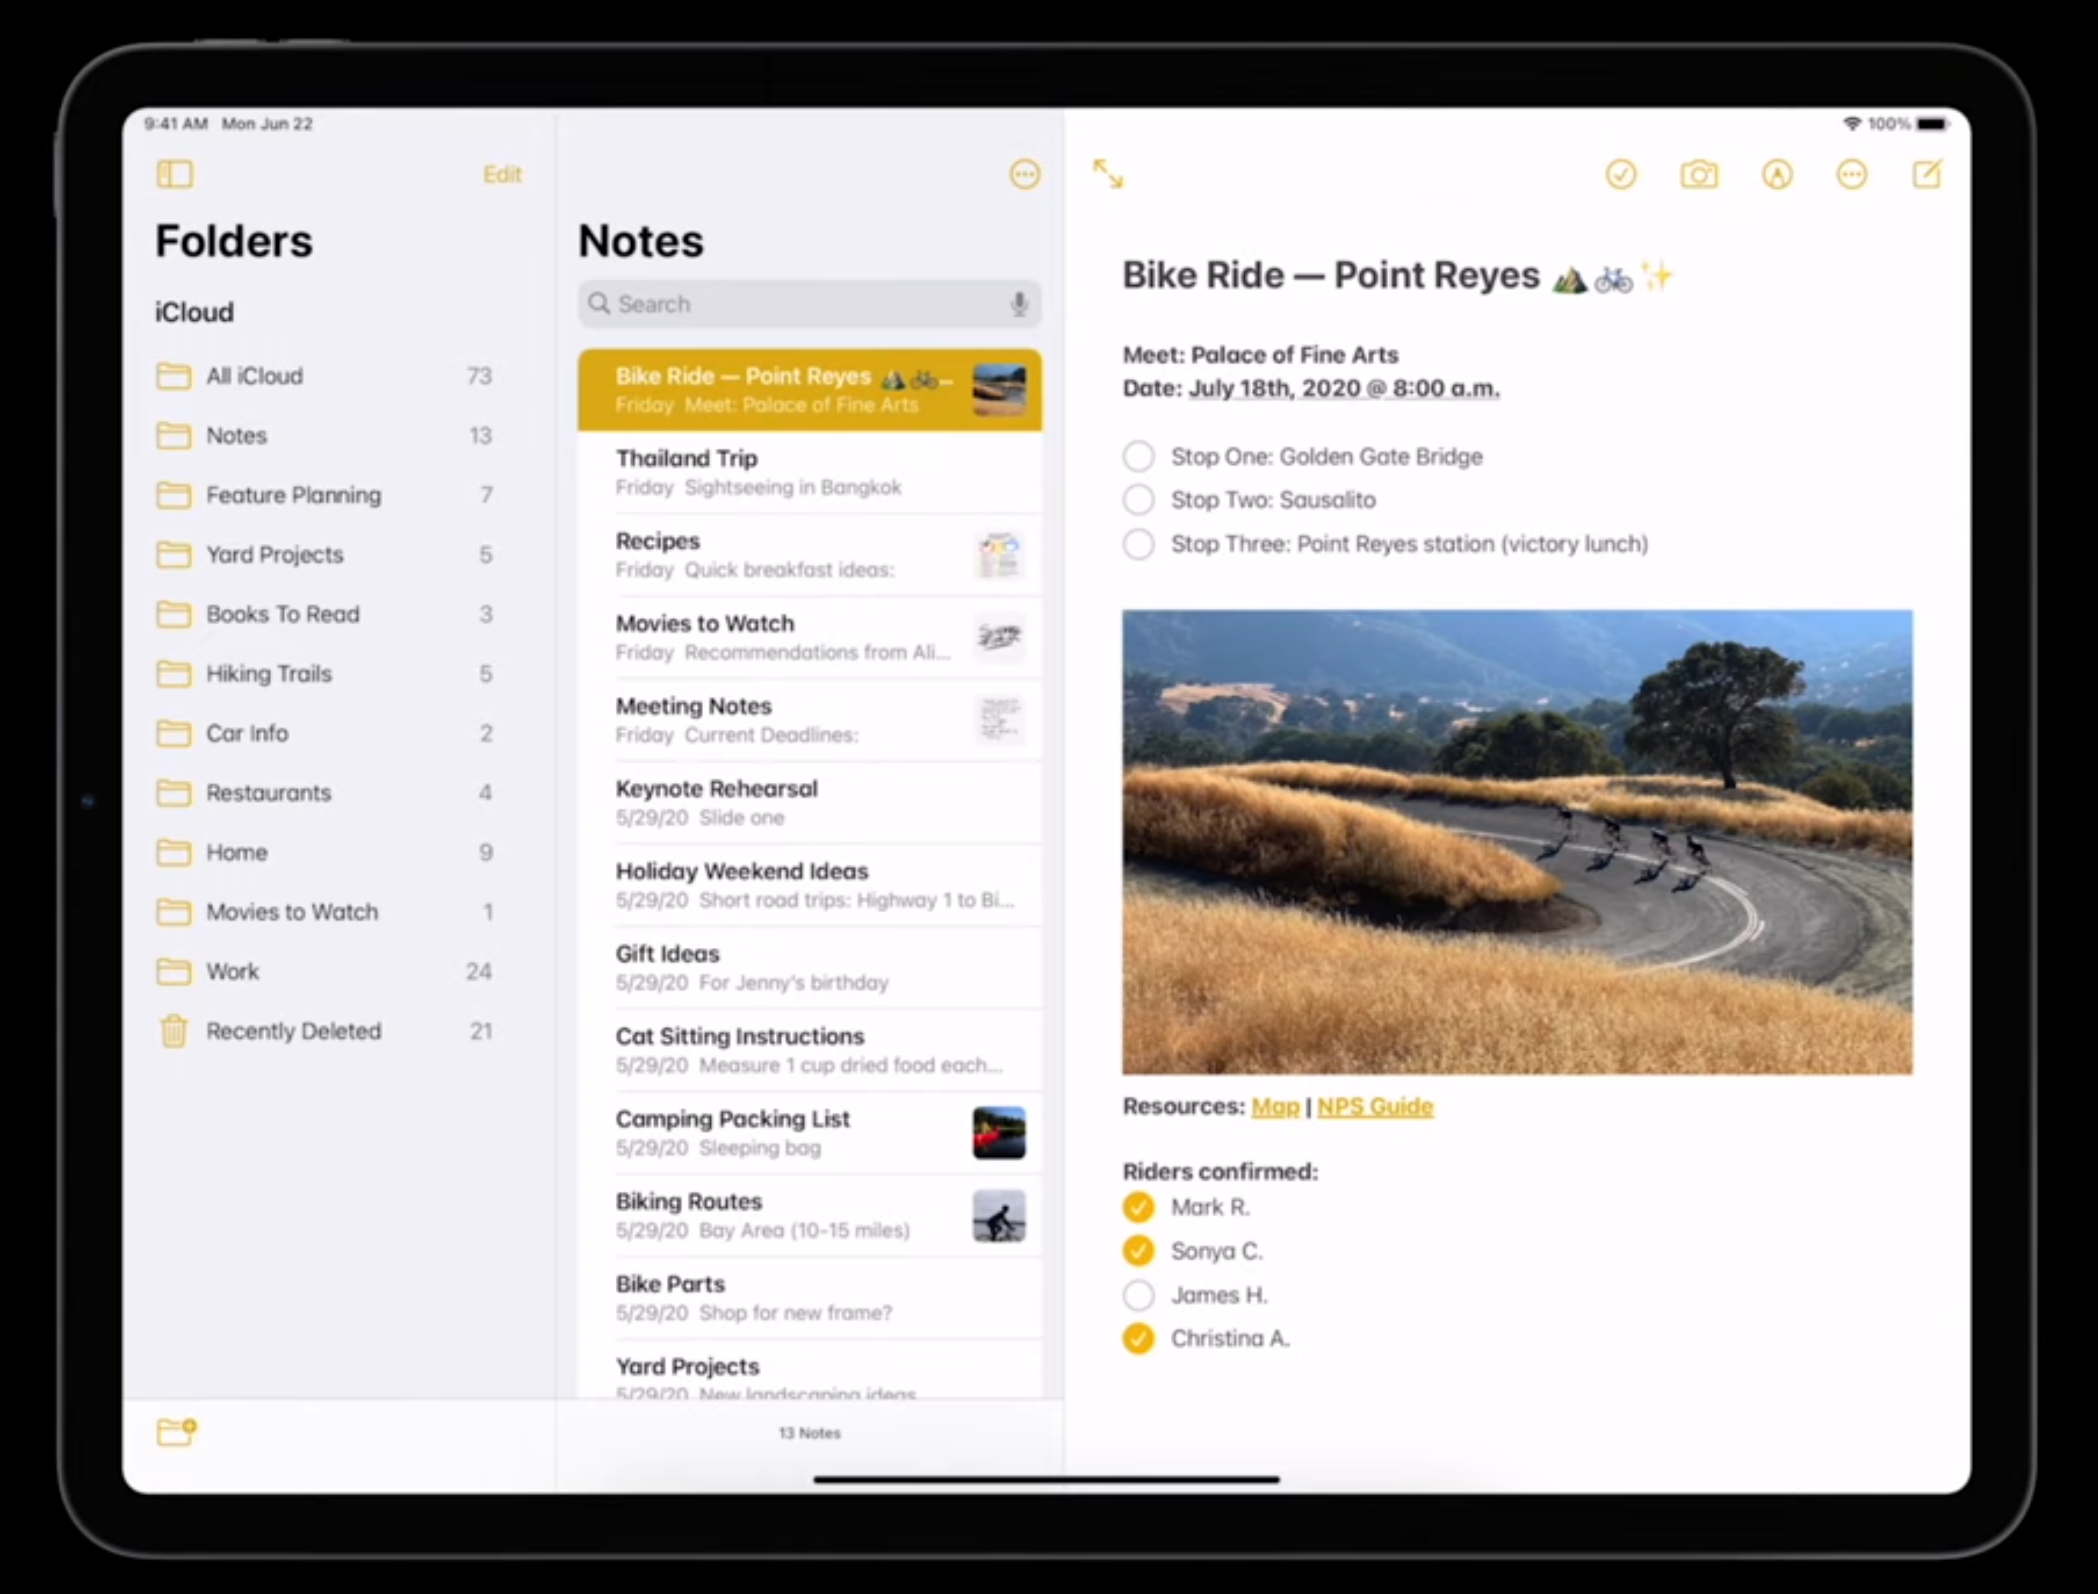 9:41 AM Mon Jun 22
100%
Edit
Folders
iCloud
All iCloud 73
Notes 13
Feature Planning 7
Yard Projects 5
Books To Read 3
Hiking Trails 5
Car Info 2
Restaurants 4
Home 9
Movies to Watch 1
Work 24
Recently Deleted 21
Notes
Search
Bike Ride — Point Reyes ⛰️🚲...
Friday Meet: Palace of Fine Arts
Thailand Trip
Friday Sightseeing in Bangkok
Recipes
Friday Quick breakfast ideas:
Movies to Watch
Friday Recommendations from Ali...
Meeting Notes
Friday Current Deadlines:
Keynote Rehearsal
5/29/20 Slide one
Holiday Weekend Ideas
5/29/20 Short road trips: Highway 1 to Bi...
Gift Ideas
5/29/20 For Jenny's birthday
Cat Sitting Instructions
5/29/20 Measure 1 cup dried food each...
Camping Packing List
5/29/20 Sleeping bag
Biking Routes
5/29/20 Bay Area (10-15 miles)
Bike Parts
5/29/20 Shop for new frame?
Yard Projects
5/29/20 New landscaping ideas
13 Notes
Bike Ride — Point Reyes ⛰️🚲✨
Meet: Palace of Fine Arts
Date: July 18th, 2020 @ 8:00 a.m.
Stop One: Golden Gate Bridge
Stop Two: Sausalito
Stop Three: Point Reyes station (victory lunch)
Resources: Map | NPS Guide
Riders confirmed:
Mark R.
Sonya C.
James H.
Christina A.